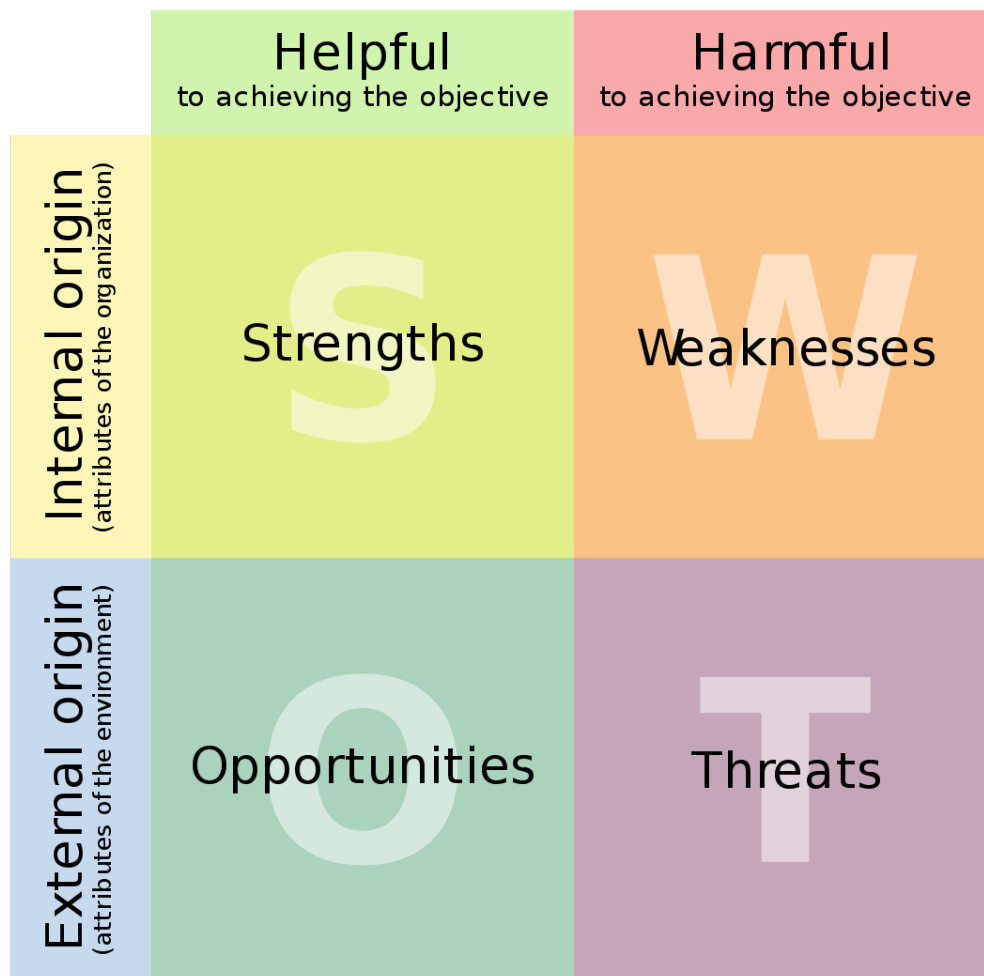 Helpful
to achieving the objective
Harmful
to achieving the objective
Internal origin
(attributes of the organization)
S
Strengths
W
Weaknesses
External origin
(attributes of the environment)
O
Opportunities
T
Threats